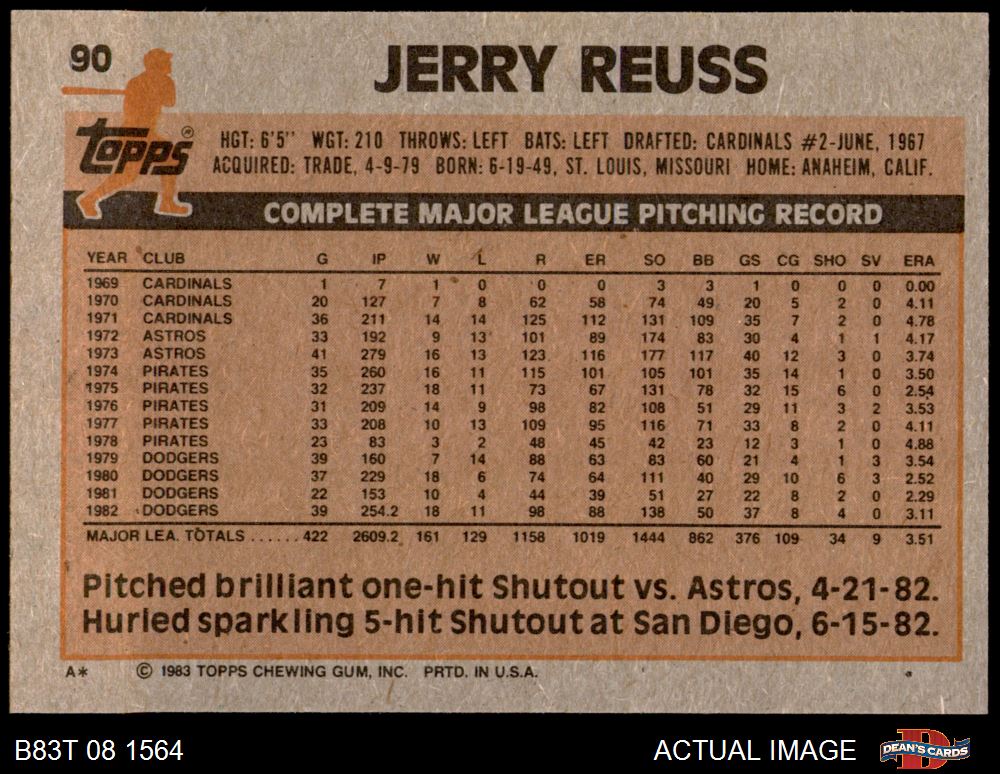 90
JERRY REUSS
Topps®
HGT: 6'5" WGT: 210 THROWS: LEFT BATS: LEFT DRAFTED: CARDINALS #2-JUNE, 1967
ACQUIRED: TRADE, 4-9-79 BORN: 6-19-49, ST. LOUIS, MISSOURI HOME: ANAHEIM, CALIF.
COMPLETE MAJOR LEAGUE PITCHING RECORD
YEAR CLUB G IP W L R ER SO BB GS CG SHO SV ERA
1969 CARDINALS 1 7 1 0 0 0 3 3 1 0 0 0 0.00
1970 CARDINALS 20 127 7 8 62 58 74 49 20 5 2 0 4.11
1971 CARDINALS 36 211 14 14 125 112 131 109 35 7 2 0 4.78
1972 ASTROS 33 192 9 13 101 89 174 83 30 4 1 1 4.17
1973 ASTROS 41 279 16 13 123 116 177 117 40 12 3 0 3.74
1974 PIRATES 35 260 16 11 115 101 105 101 35 14 1 0 3.50
1975 PIRATES 32 237 18 11 73 67 131 78 32 15 6 0 2.54
1976 PIRATES 31 209 14 9 98 82 108 51 29 11 3 2 3.53
1977 PIRATES 33 208 10 13 109 95 116 71 33 8 2 0 4.11
1978 PIRATES 23 83 3 2 48 45 42 23 12 3 1 0 4.88
1979 DODGERS 39 160 7 14 88 63 83 60 21 4 1 3 3.54
1980 DODGERS 37 229 18 6 74 64 111 40 29 10 6 3 2.52
1981 DODGERS 22 153 10 4 44 39 51 27 22 8 2 0 2.29
1982 DODGERS 39 254.2 18 11 98 88 138 50 37 8 4 0 3.11
MAJOR LEA. TOTALS ...... 422 2609.2 161 129 1158 1019 1444 862 376 109 34 9 3.51
Pitched brilliant one-hit Shutout vs. Astros, 4-21-82.
Hurled sparkling 5-hit Shutout at San Diego, 6-15-82.
A* © 1983 TOPPS CHEWING GUM, INC. PRTD. IN U.S.A.
B83T 08 1564 ACTUAL IMAGE DEAN'S CARDS